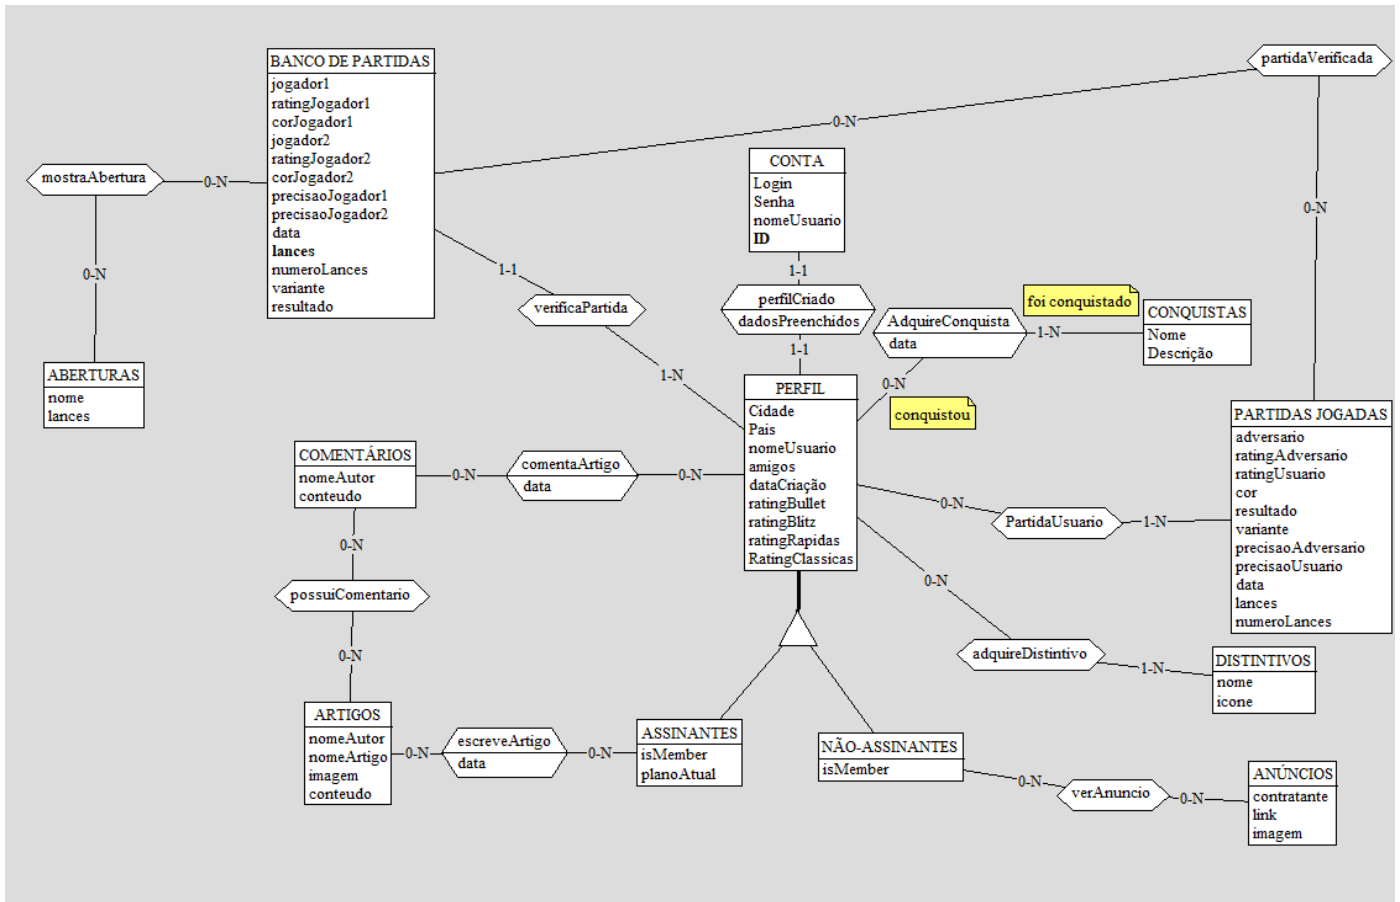 partidaVerificada
BANCO DE PARTIDAS
jogador1
ratingJogador1
corJogador1
jogador2
ratingJogador2
corJogador2
precisaoJogador1
precisaoJogador2
data
lances
numeroLances
variante
resultado
0-N
mostraAbertura
0-N
0-N
CONTA
Login
Senha
nomeUsuario
ID
0-N
1-1
1-1
0-N
verificaPartida
perfilCriado
dadosPreenchidos
AdquireConquista
data
foi conquistado
1-N
CONQUISTAS
Nome
Descrição
1-1
ABERTURAS
nome
lances
1-N
0-N
conquistou
PERFIL
Cidade
Pais
nomeUsuario
amigos
dataCriação
ratingBullet
ratingBlitz
ratingRapidas
RatingClassicas
PARTIDAS JOGADAS
adversario
ratingAdversario
ratingUsuario
cor
resultado
variante
precisaoAdversario
precisaoUsuario
data
lances
numeroLances
COMENTÁRIOS
nomeAutor
conteudo
0-N
comentaArtigo
data
0-N
0-N
PartidaUsuario
1-N
0-N
possuiComentario
0-N
0-N
adquireDistintivo
1-N
DISTINTIVOS
nome
icone
ARTIGOS
nomeAutor
nomeArtigo
imagem
conteudo
0-N
escreveArtigo
data
0-N
ASSINANTES
isMember
planoAtual
NÃO-ASSINANTES
isMember
0-N
verAnuncio
0-N
ANÚNCIOS
contratante
link
imagem